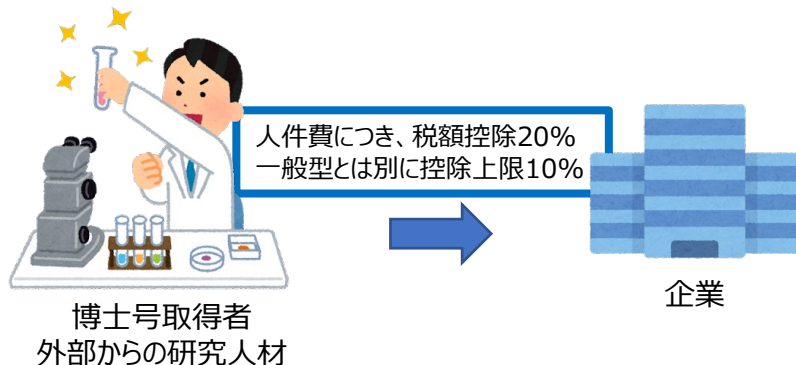 人件費につき、税額控除20%
一般型とは別に控除上限10%
博士号取得者
外部からの研究人材
企業